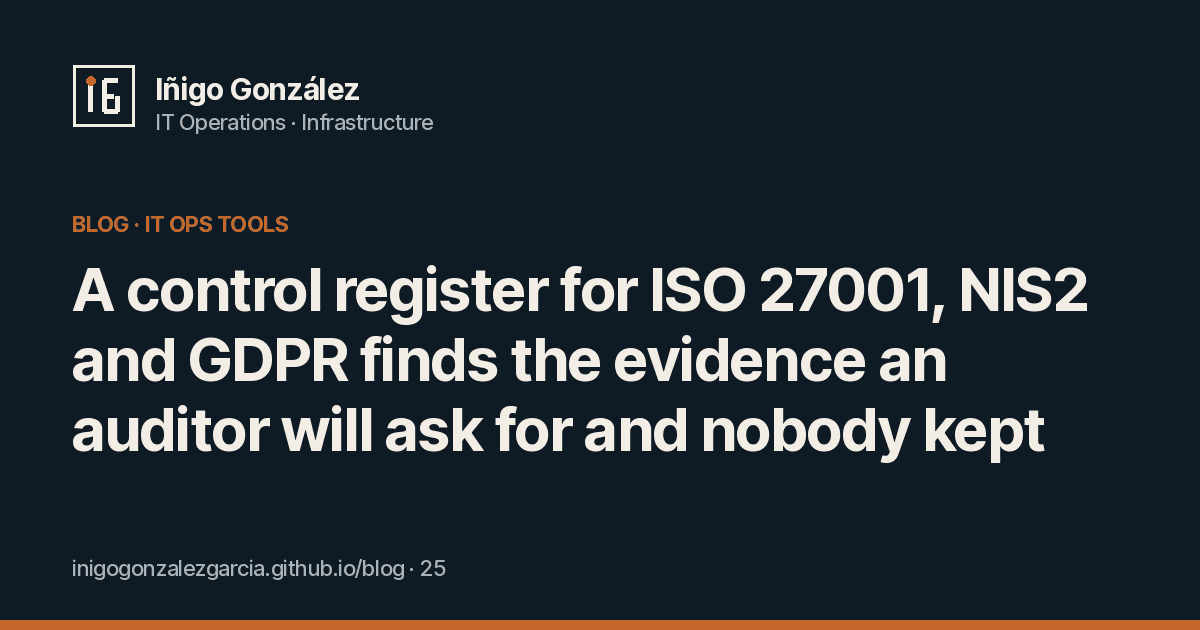 iG
Iñigo González
IT Operations · Infrastructure
BLOG · IT OPS TOOLS
A control register for ISO 27001, NIS2
and GDPR finds the evidence an
auditor will ask for and nobody kept
inigogonzalezgarcia.github.io/blog · 25